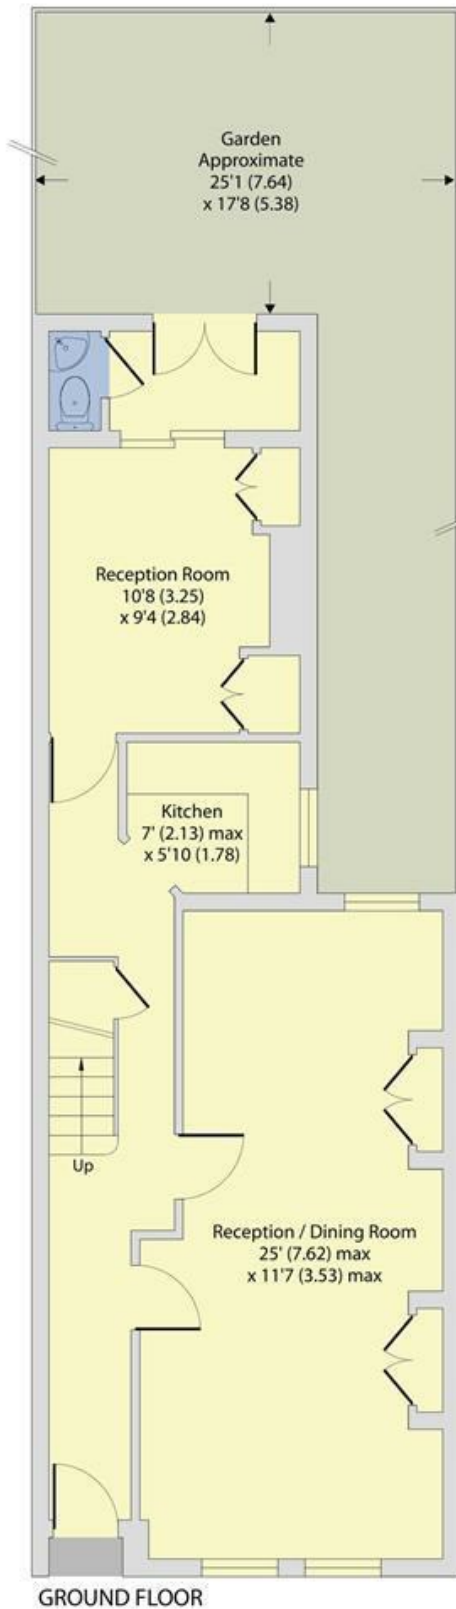 Garden
Approximate
25'1 (7.64)
x 17'8 (5.38)
Reception Room
10'8 (3.25)
x 9'4 (2.84)
Kitchen
7' (2.13) max
x 5'10 (1.78)
Up
Reception / Dining Room
25' (7.62) max
x 11'7 (3.53) max
GROUND FLOOR